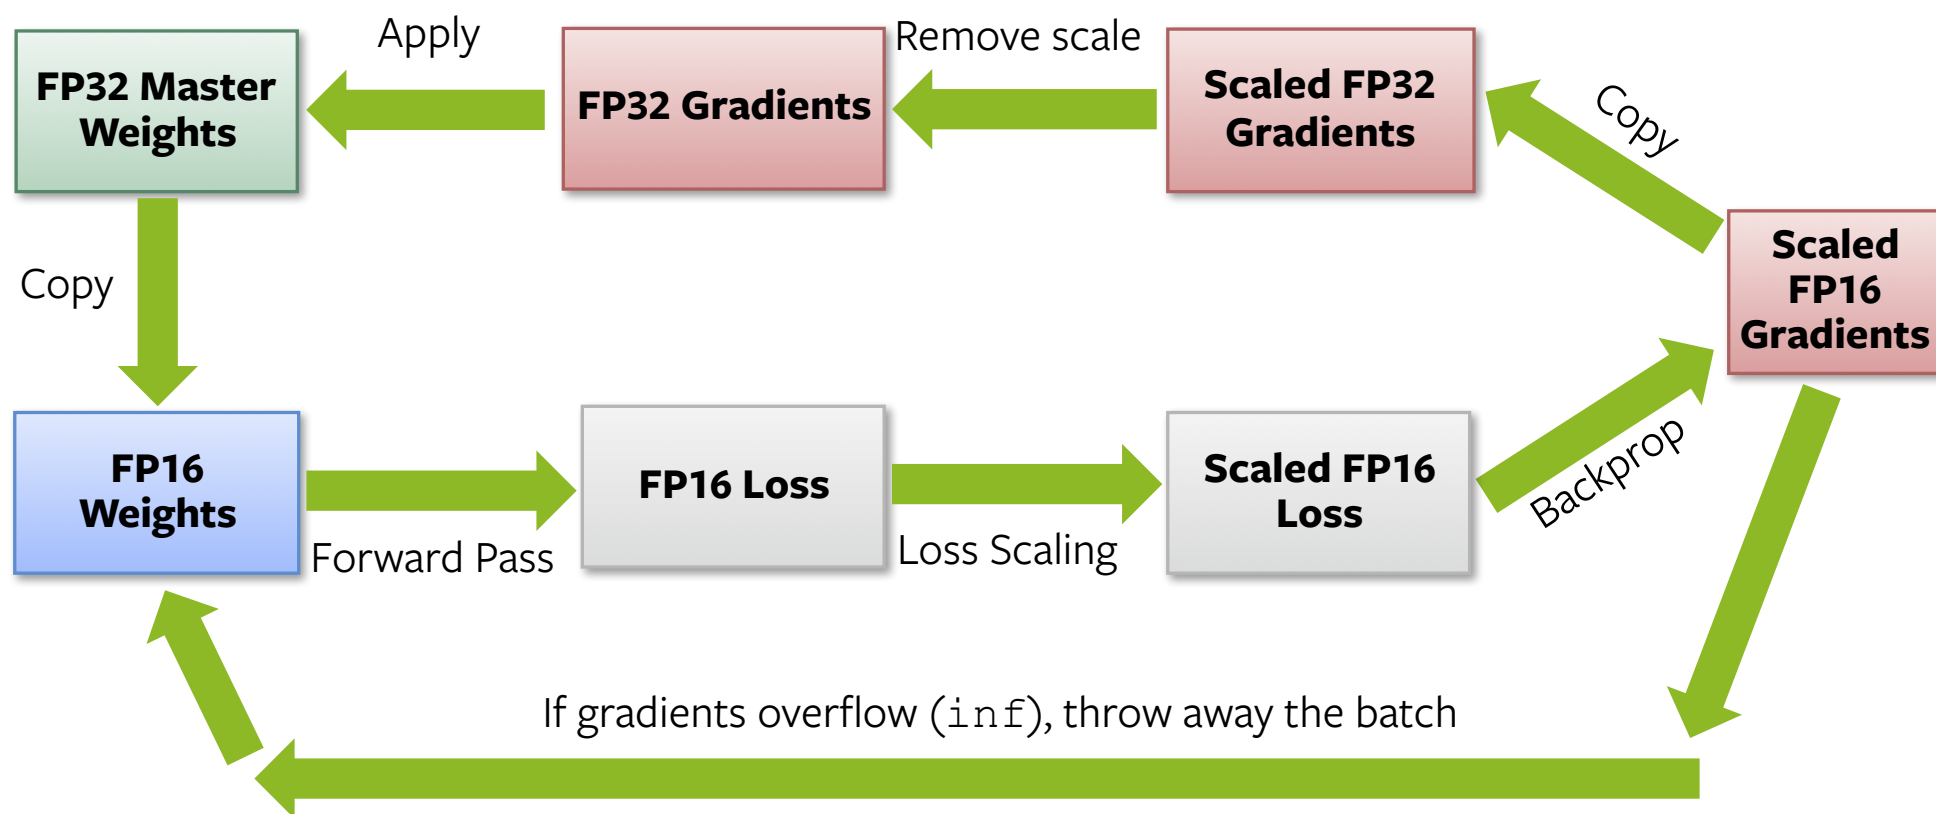 Apply
Remove scale
FP32 Master
Weights
FP32 Gradients
Scaled FP32
Gradients
Copy
Scaled
FP16
Gradients
Copy
FP16
Weights
Forward Pass
FP16 Loss
Loss Scaling
Scaled FP16
Loss
Backprop
If gradients overflow (inf), throw away the batch